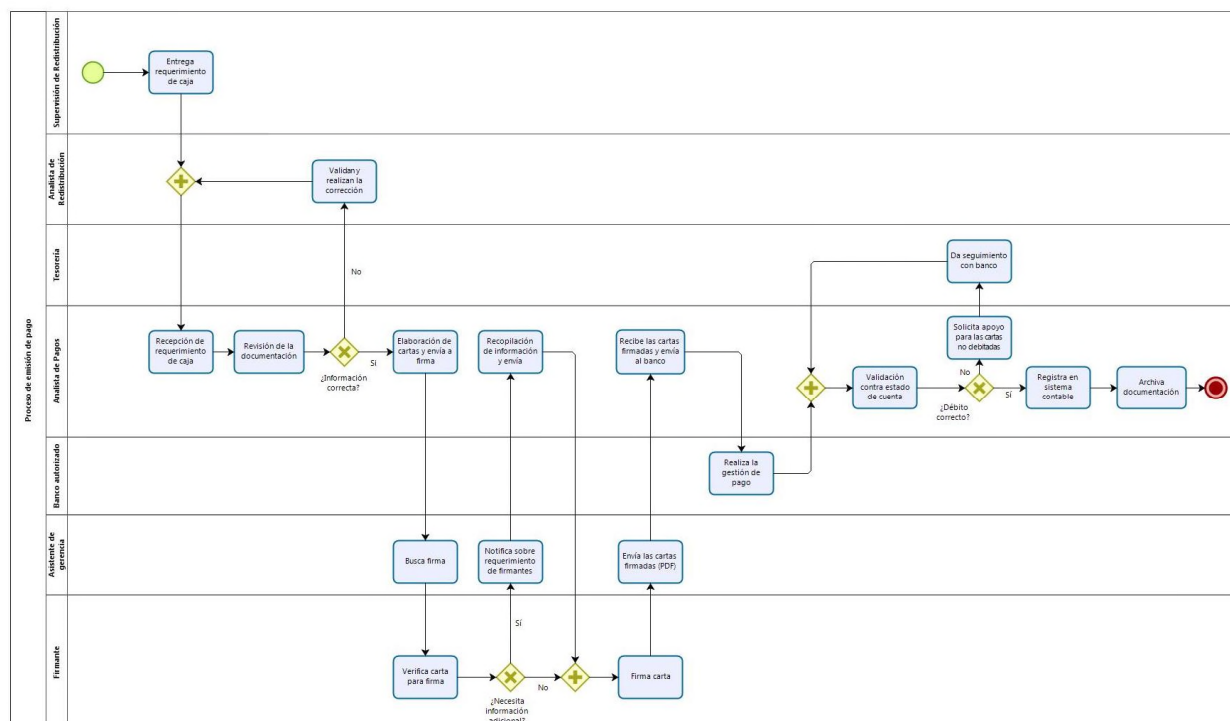 Proceso de emisión de pago
Supervisión de Redistribución
Entrega
requerimiento
de caja
Analista de
Redistribución
Validan y
realizan la
corrección
Tesorería
No
Da seguimiento
con banco
Analista de Pagos
Recepción de
requerimiento de
caja
Revisión de la
documentación
¿Información
correcta?
Sí
Elaboración de
cartas y envía a
firma
Recopilación de
información y
envía
Recibe las cartas
firmadas y envía
al banco
Validación
contra estado
de cuenta
Solicita apoyo
para las cartas
no debitadas
No
¿Débito
correcto?
Sí
Registra en
sistema
contable
Archiva
documentación
Banco autorizado
Realiza la
gestión de
pago
Asistente de
gerencia
Busca firma
Notifica sobre
requerimiento
de firmantes
Envía las cartas
firmadas (PDF)
Firmante
Verifica carta
para firma
Sí
¿Necesita
información
adicional?
No
Firma carta